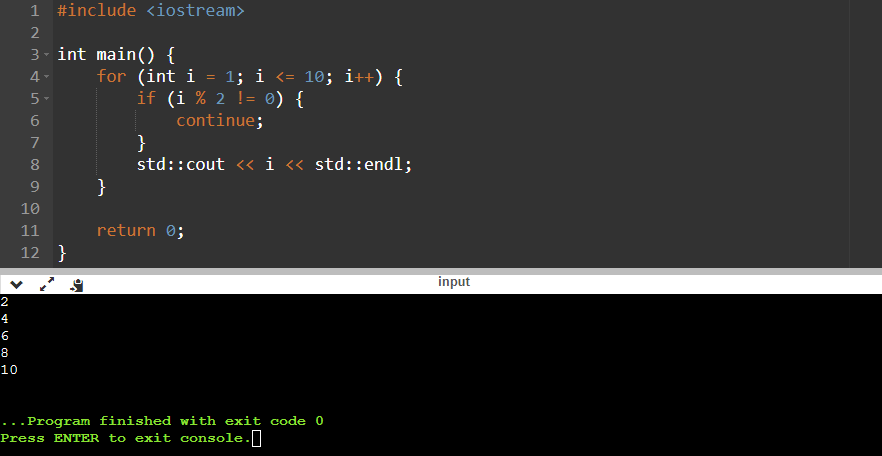 1 #include <iostream>
2
3 int main() {
4     for (int i = 1; i <= 10; i++) {
5         if (i % 2 != 0) {
6             continue;
7         }
8         std::cout << i << std::endl;
9     }
10
11     return 0;
12 }
input
2
4
6
8
10
...Program finished with exit code 0
Press ENTER to exit console.